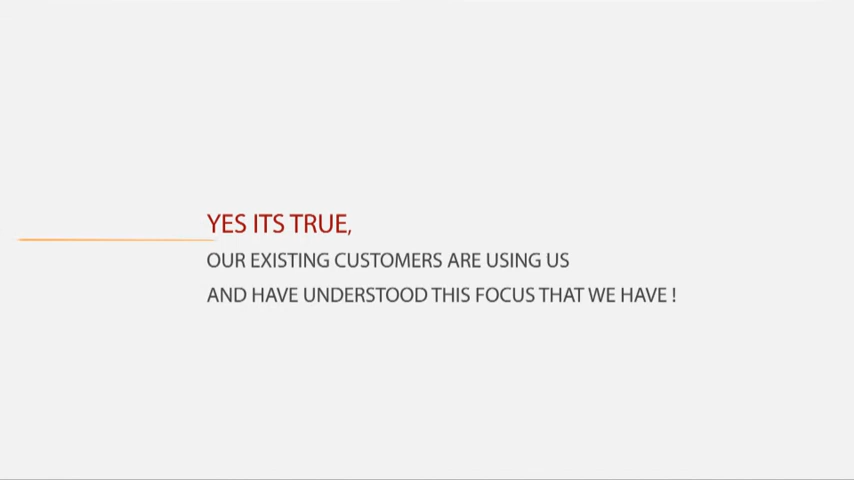 YES ITS TRUE,
OUR EXISTING CUSTOMERS ARE USING US
AND HAVE UNDERSTOOD THIS FOCUS THAT WE HAVE !